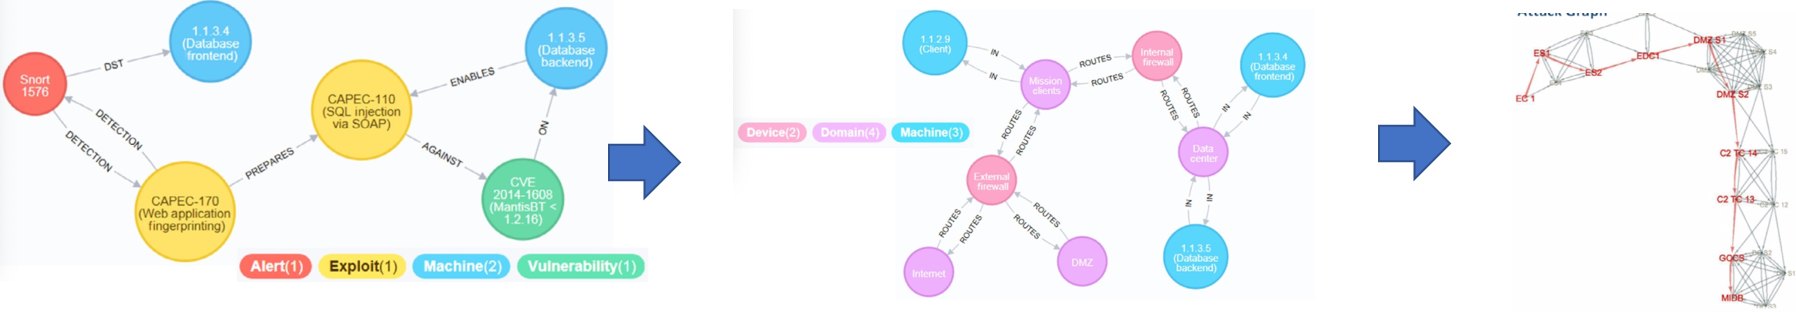 Snort
1576
1.1.3.4
(Database
frontend)
DST
DETECTION
DETECTION
CAPEC-170
(Web application
fingerprinting)
PREPARES
CAPEC-110
(SQL injection
via SOAP)
1.1.3.5
(Database
backend)
ENABLES
AGAINST
ON
CVE
2014-1608
(MantisBT <
1.2.16)
Alert(1)
Exploit(1)
Machine(2)
Vulnerability(1)
Device(2)
Domain(4)
Machine(3)
1.1.2.9
(Client)
IN
IN
Mission
clients
ROUTES
ROUTES
Internal
firewall
1.1.3.4
(Database
frontend)
ROUTES
ROUTES
IN
IN
Data
center
ROUTES
ROUTES
External
firewall
IN
IN
1.1.3.5
(Database
backend)
ROUTES
ROUTES
ROUTES
ROUTES
Internet
DMZ
Attack Graph
ES1
ES2
EC 1
EDC1
DMZ S1
DMZ S2
C2 TC 14
C2 TC 13
GCCS
MIDB